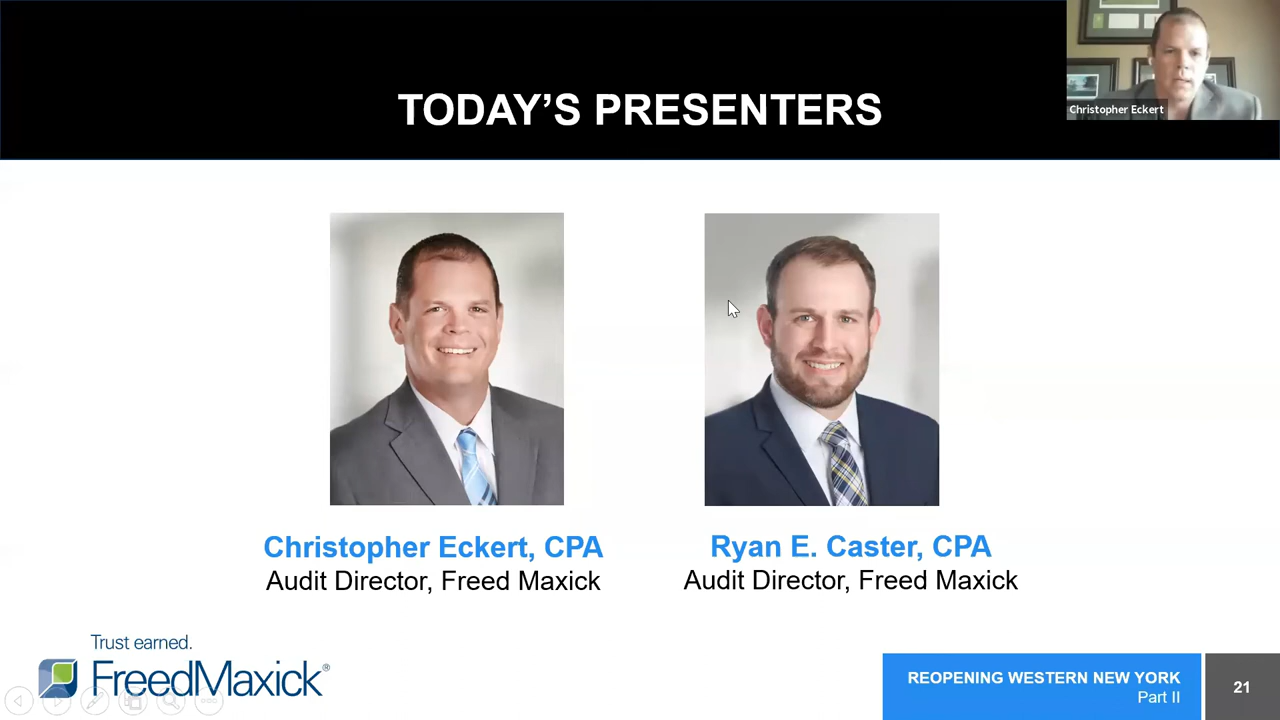 TODAY'S PRESENTERS
Christopher Eckert
Christopher Eckert, CPA
Audit Director, Freed Maxick
Ryan E. Caster, CPA
Audit Director, Freed Maxick
Trust earned.
FreedMaxick®
REOPENING WESTERN NEW YORK
Part II
21